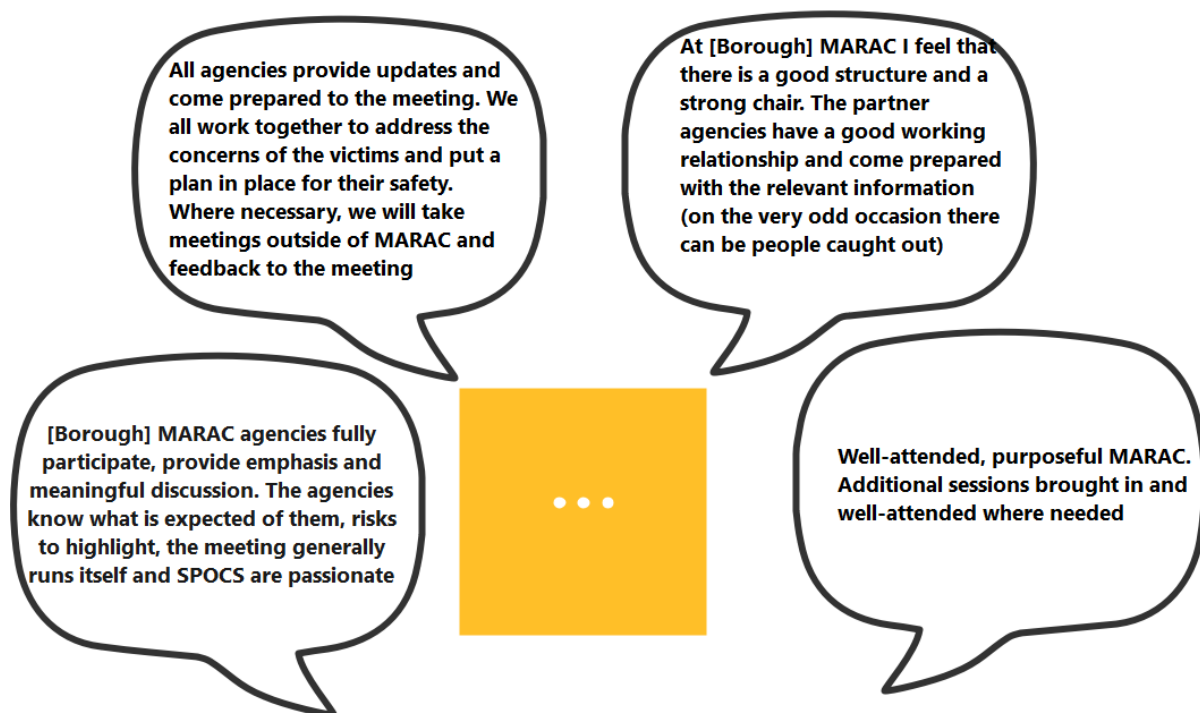 All agencies provide updates and
come prepared to the meeting. We
all work together to address the
concerns of the victims and put a
plan in place for their safety.
Where necessary, we will take
meetings outside of MARAC and
feedback to the meeting
At [Borough] MARAC I feel that
there is a good structure and a
strong chair. The partner
agencies have a good working
relationship and come prepared
with the relevant information
(on the very odd occasion there
can be people caught out)
[Borough] MARAC agencies fully
participate, provide emphasis and
meaningful discussion. The agencies
know what is expected of them, risks
to highlight, the meeting generally
runs itself and SPOCS are passionate
Well-attended, purposeful MARAC.
Additional sessions brought in and
well-attended where needed